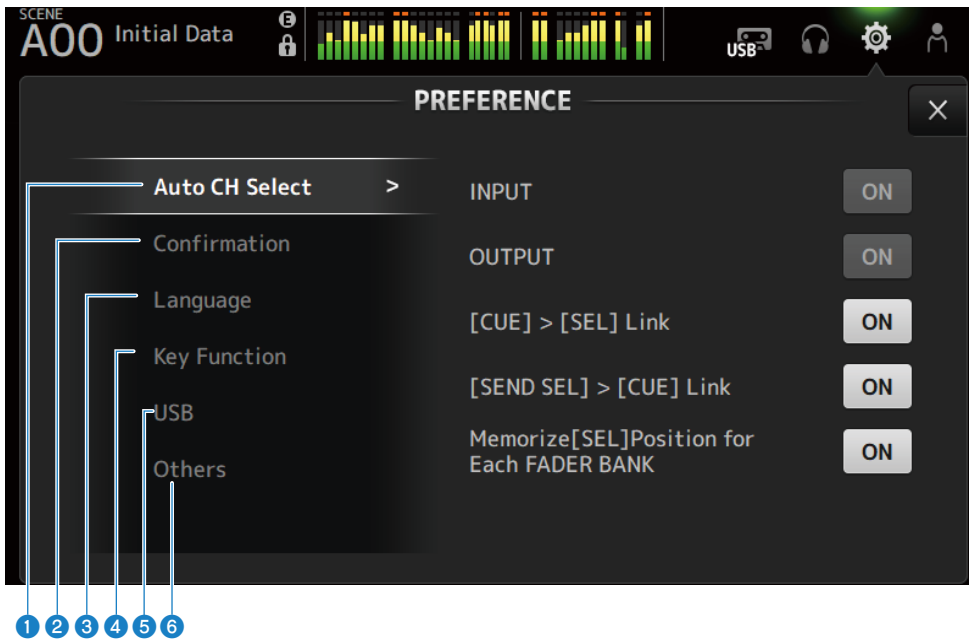 SCENE
A00 Initial Data
E
USB
PREFERENCE
×
Auto CH Select >
Confirmation
Language
Key Function
USB
Others
INPUT ON
OUTPUT ON
[CUE] > [SEL] Link ON
[SEND SEL] > [CUE] Link ON
Memorize[SEL]Position for
Each FADER BANK ON
1 2 3 4 5 6